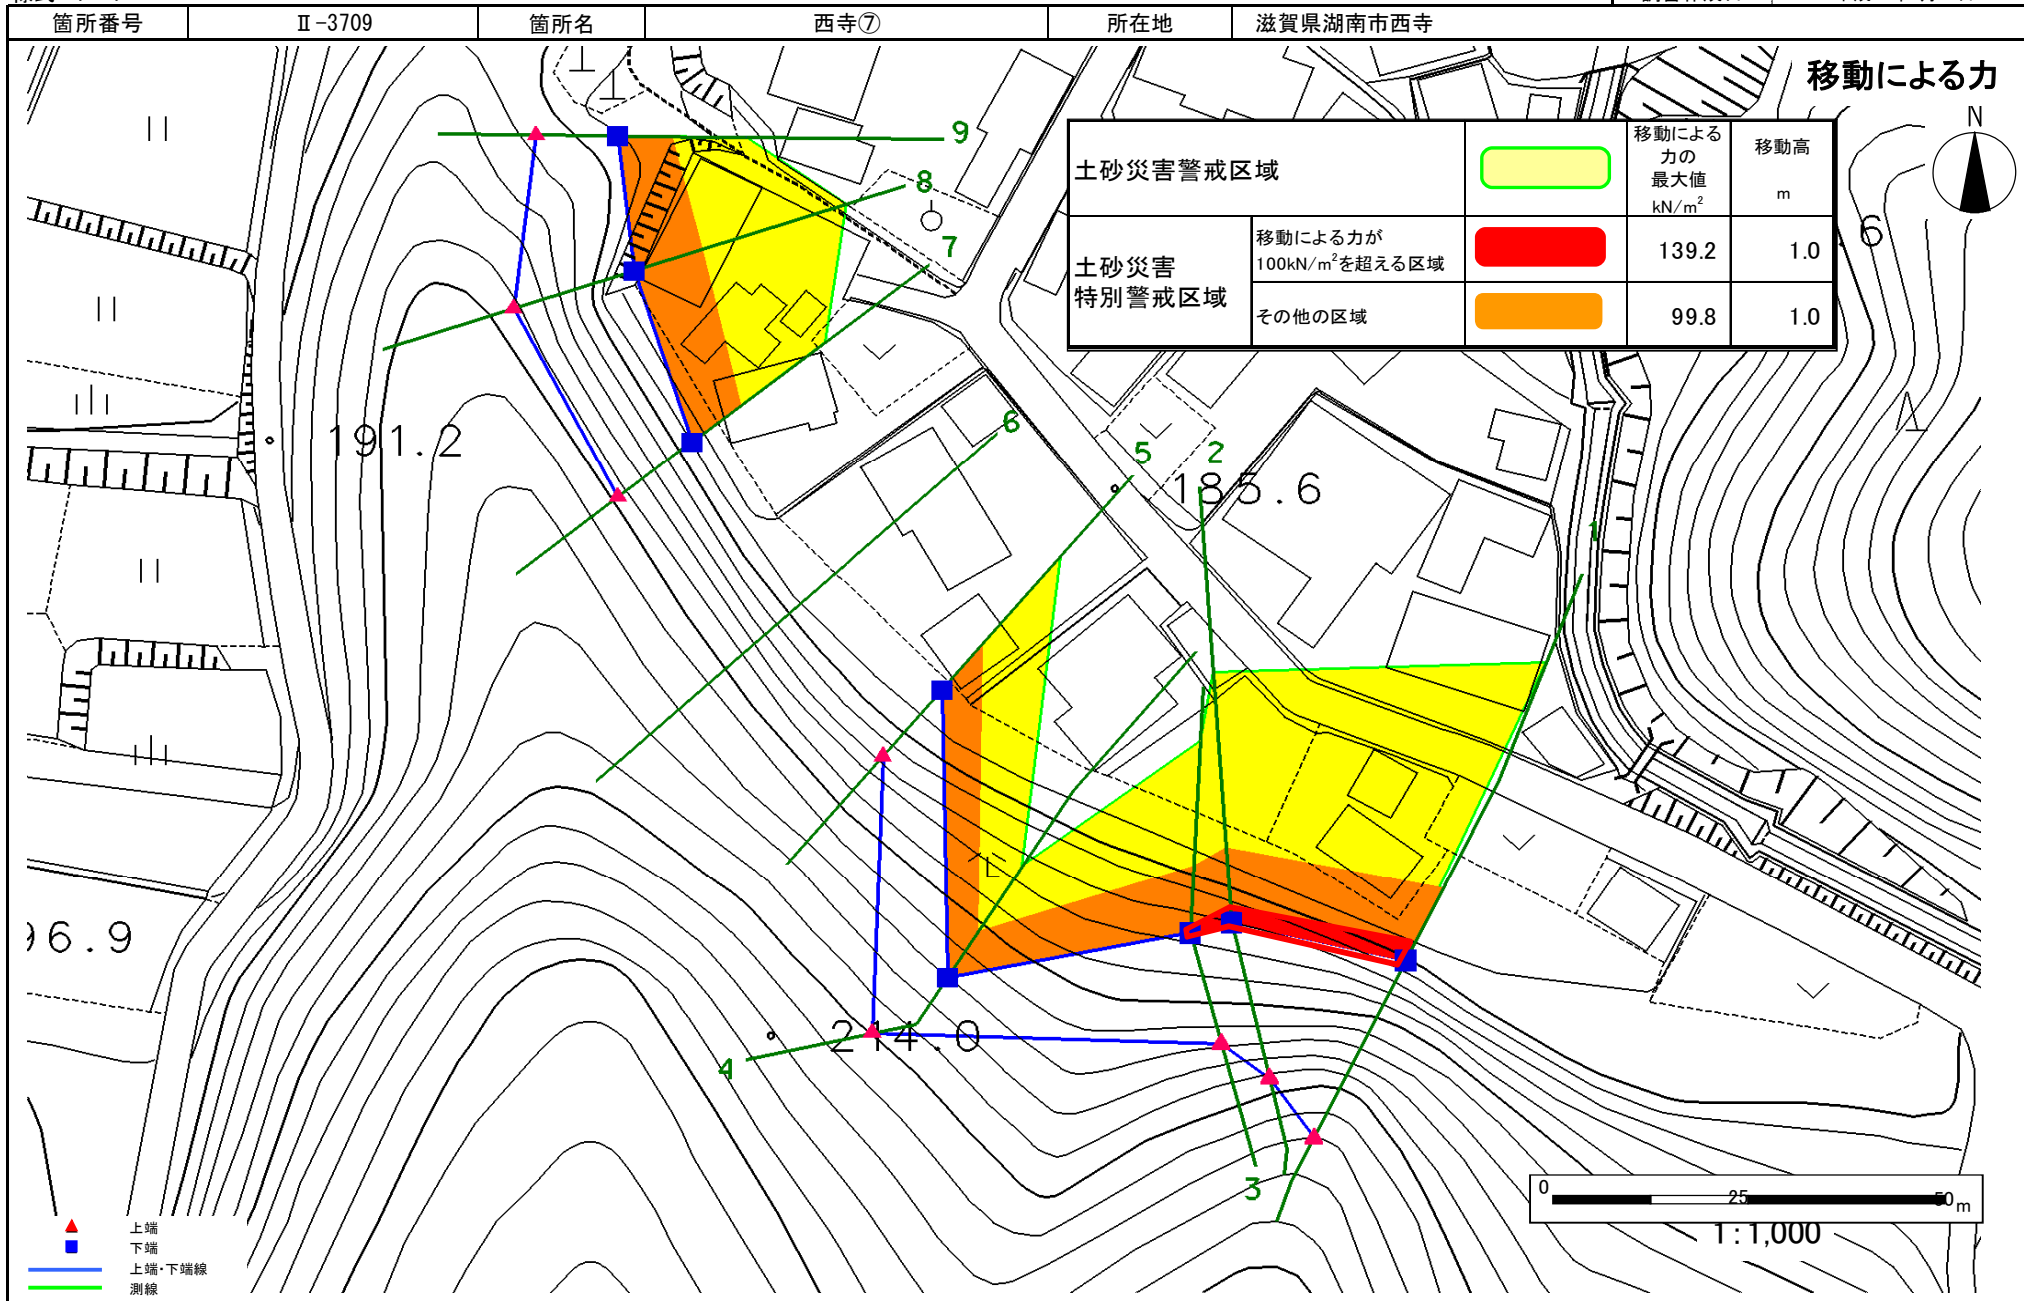 箇所番号 Ⅱ-3709 箇所名 西寺⑦ 所在地 滋賀県湖南市西寺
移動による力
N
移動による
力の
最大値
kN/m²
移動高
m
土砂災害警戒区域
土砂災害
特別警戒区域
移動による力が
100kN/m²を超える区域
139.2 1.0
その他の区域
99.8 1.0
9
8
7
6
5
2
1
4
3
191.2
185.6
214.0
96.9
6
上端
下端
上端・下端線
測線
0 25 50 m
1:1,000